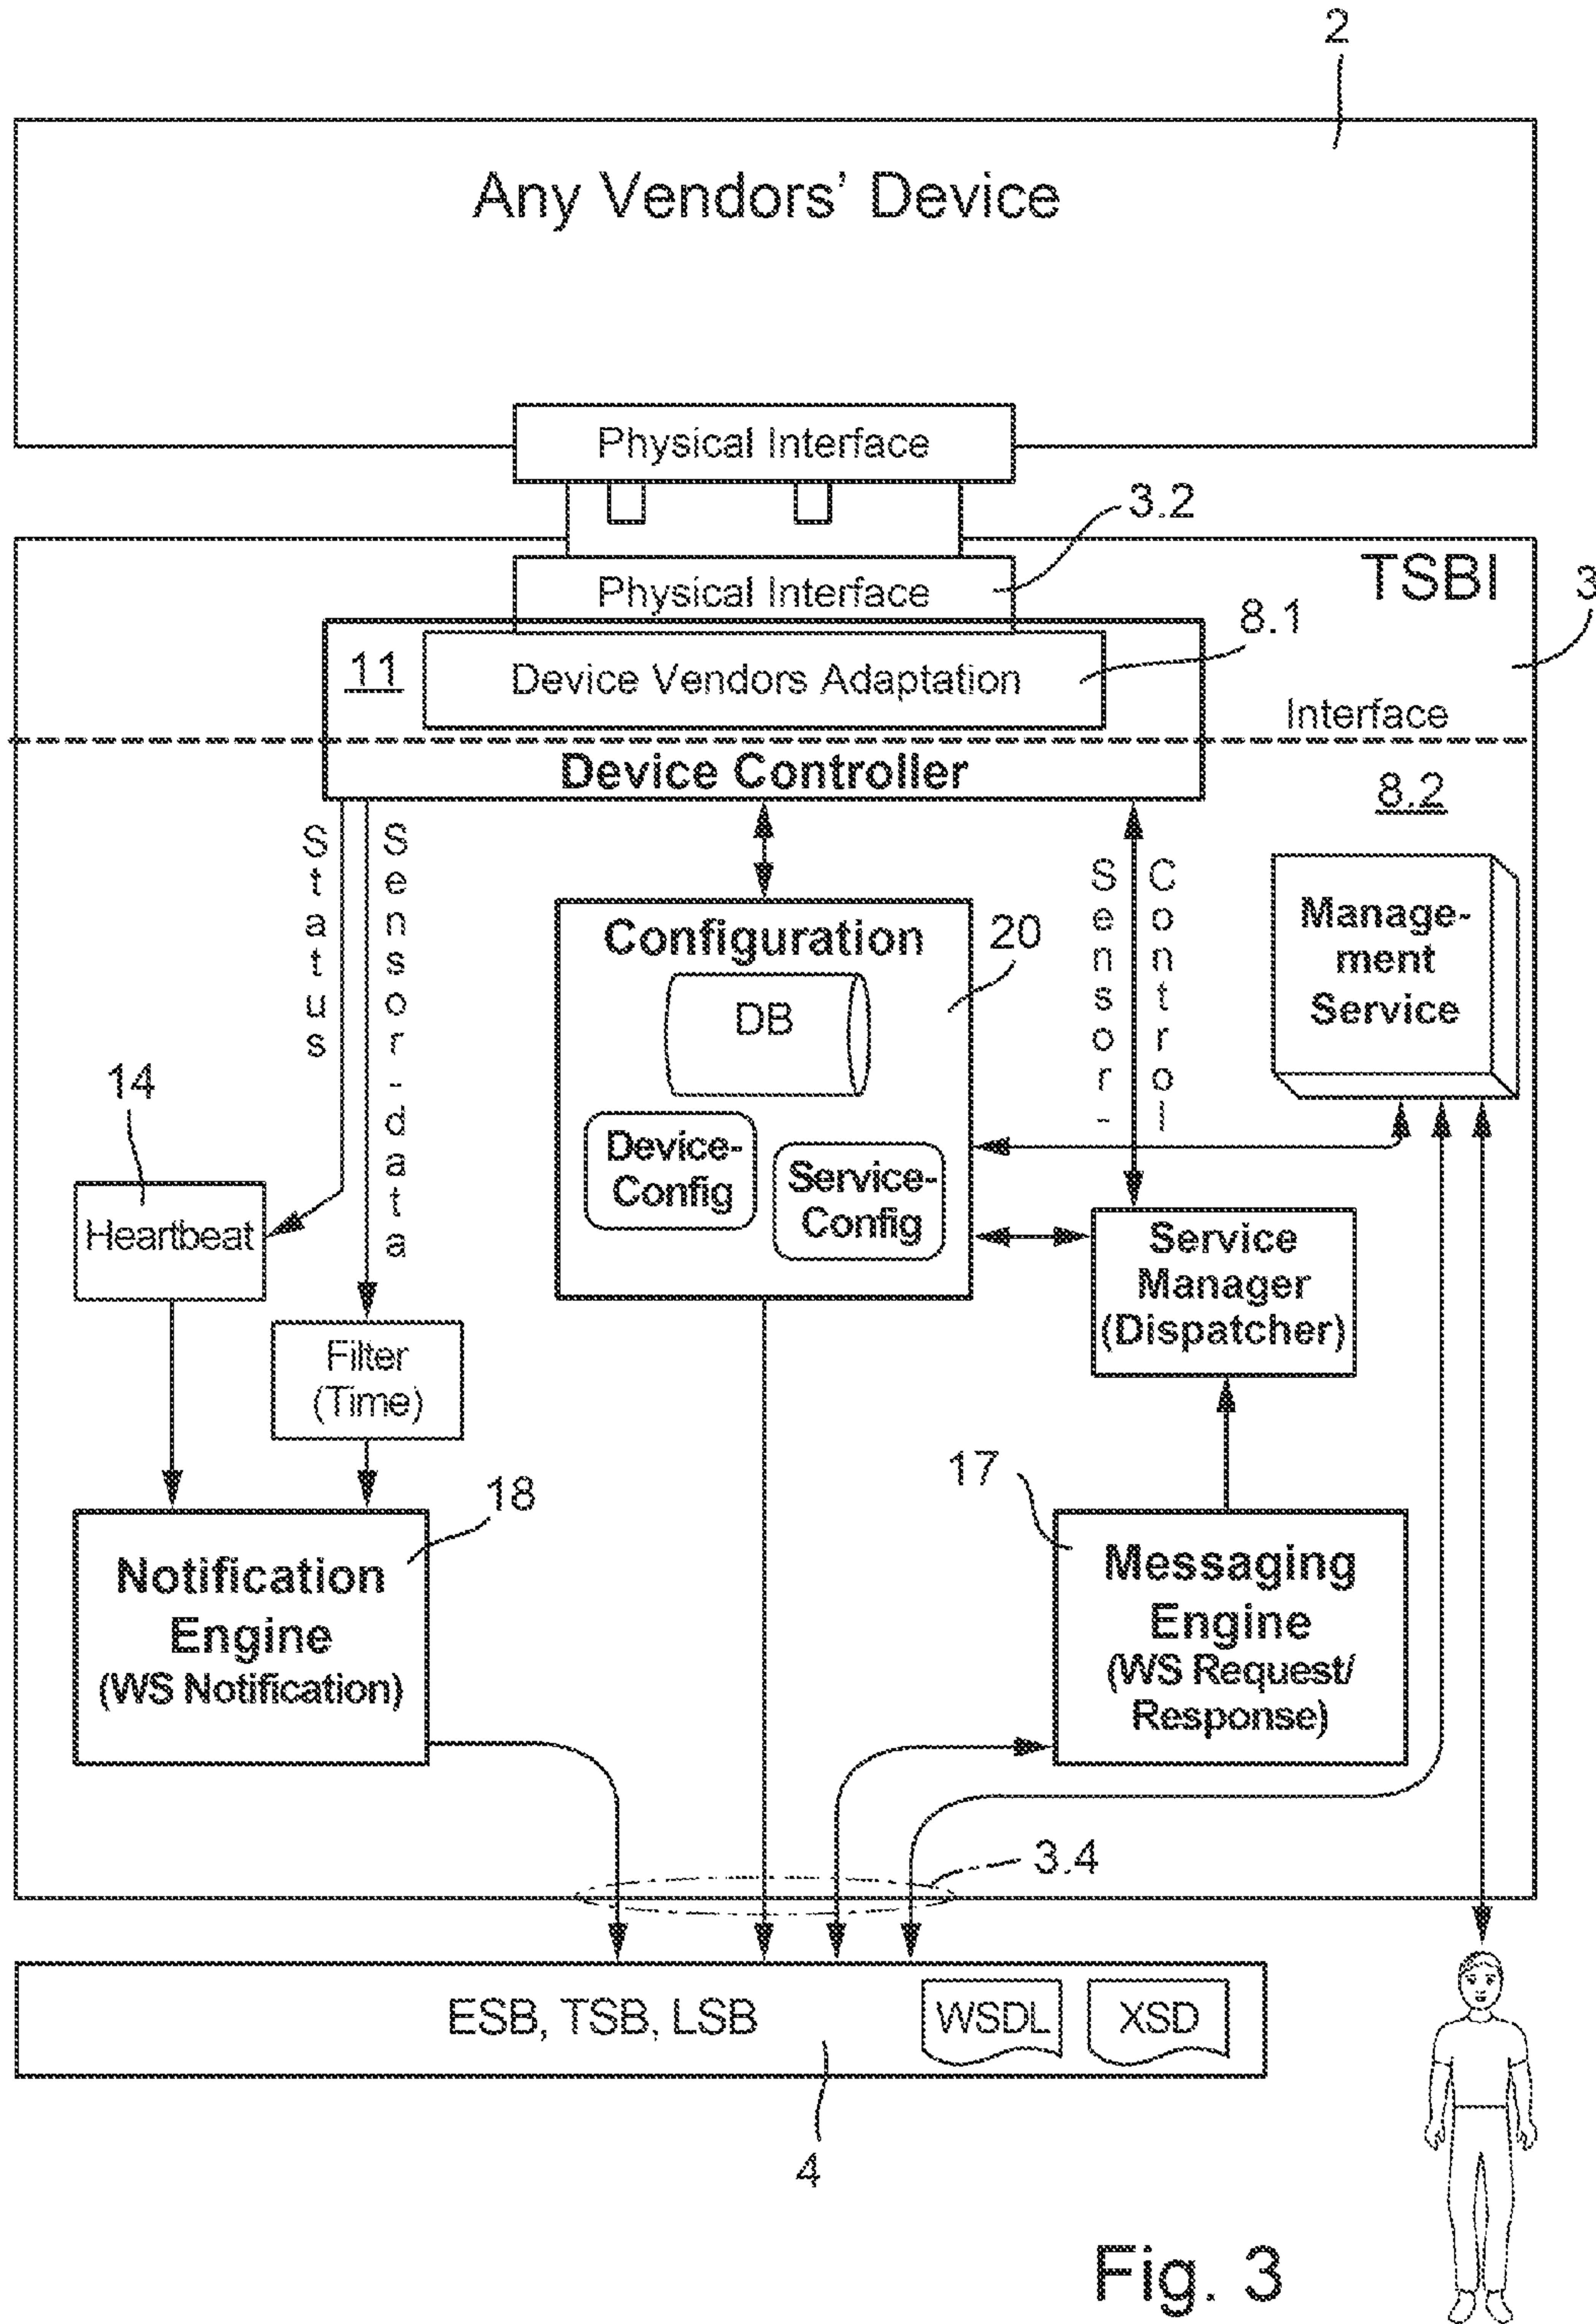 2
Any Vendors' Device
Physical Interface
3.2
TSBI
Physical Interface
3
8.1
11
Device Vendors Adaptation
Interface
Device Controller
8.2
Status
Sensor-data
Sensor-
Control
Manage-
ment
Service
Configuration
20
DB
14
Device-
Config
Service-
Config
Heartbeat
Service
Manager
(Dispatcher)
Filter
(Time)
17
18
Notification
Engine
(WS Notification)
Messaging
Engine
(WS Request/
Response)
3.4
ESB, TSB, LSB
WSDL
XSD
4
Fig. 3